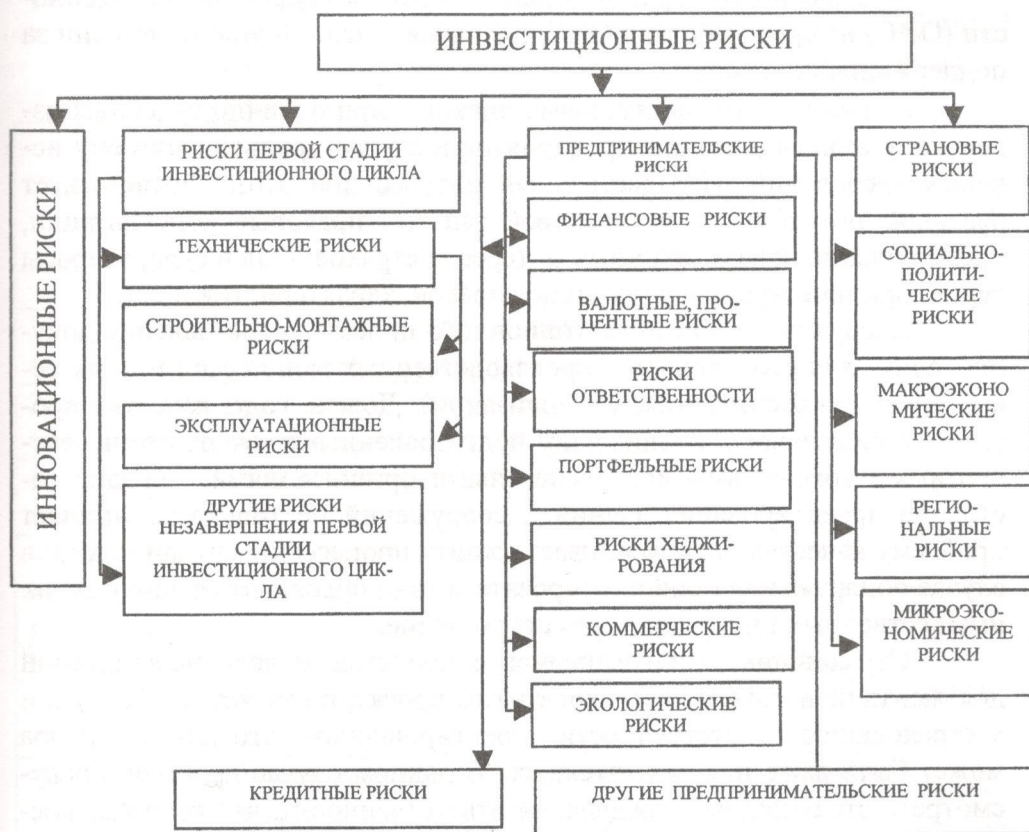 ИНВЕСТИЦИОННЫЕ РИСКИ
ИННОВАЦИОННЫЕ РИСКИ
РИСКИ ПЕРВОЙ СТАДИИ
ИНВЕСТИЦИОННОГО ЦИКЛА
ТЕХНИЧЕСКИЕ РИСКИ
СТРОИТЕЛЬНО-МОНТАЖНЫЕ
РИСКИ
ЭКСПЛУАТАЦИОННЫЕ
РИСКИ
ДРУГИЕ РИСКИ
НЕЗАВЕРШЕНИЯ ПЕРВОЙ
СТАДИИ
ИНВЕСТИЦИОННОГО ЦИК-
ЛА
ПРЕДПРИНИМАТЕЛЬСКИЕ
РИСКИ
ФИНАНСОВЫЕ РИСКИ
ВАЛЮТНЫЕ, ПРО-
ЦЕНТНЫЕ РИСКИ
РИСКИ
ОТВЕТСТВЕННОСТИ
ПОРТФЕЛЬНЫЕ РИСКИ
РИСКИ ХЕДЖИ-
РОВАНИЯ
КОММЕРЧЕСКИЕ
РИСКИ
ЭКОЛОГИЧЕСКИЕ
РИСКИ
СТРАНОВЫЕ
РИСКИ
СОЦИАЛЬНО-
ПОЛИТИ-
ЧЕСКИЕ
РИСКИ
МАКРОЭКОНО
МИЧЕСКИЕ
РИСКИ
РЕГИО-
НАЛЬНЫЕ
РИСКИ
МИКРОЭКО-
НОМИЧЕСКИЕ
РИСКИ
КРЕДИТНЫЕ РИСКИ
ДРУГИЕ ПРЕДПРИНИМАТЕЛЬСКИЕ РИСКИ